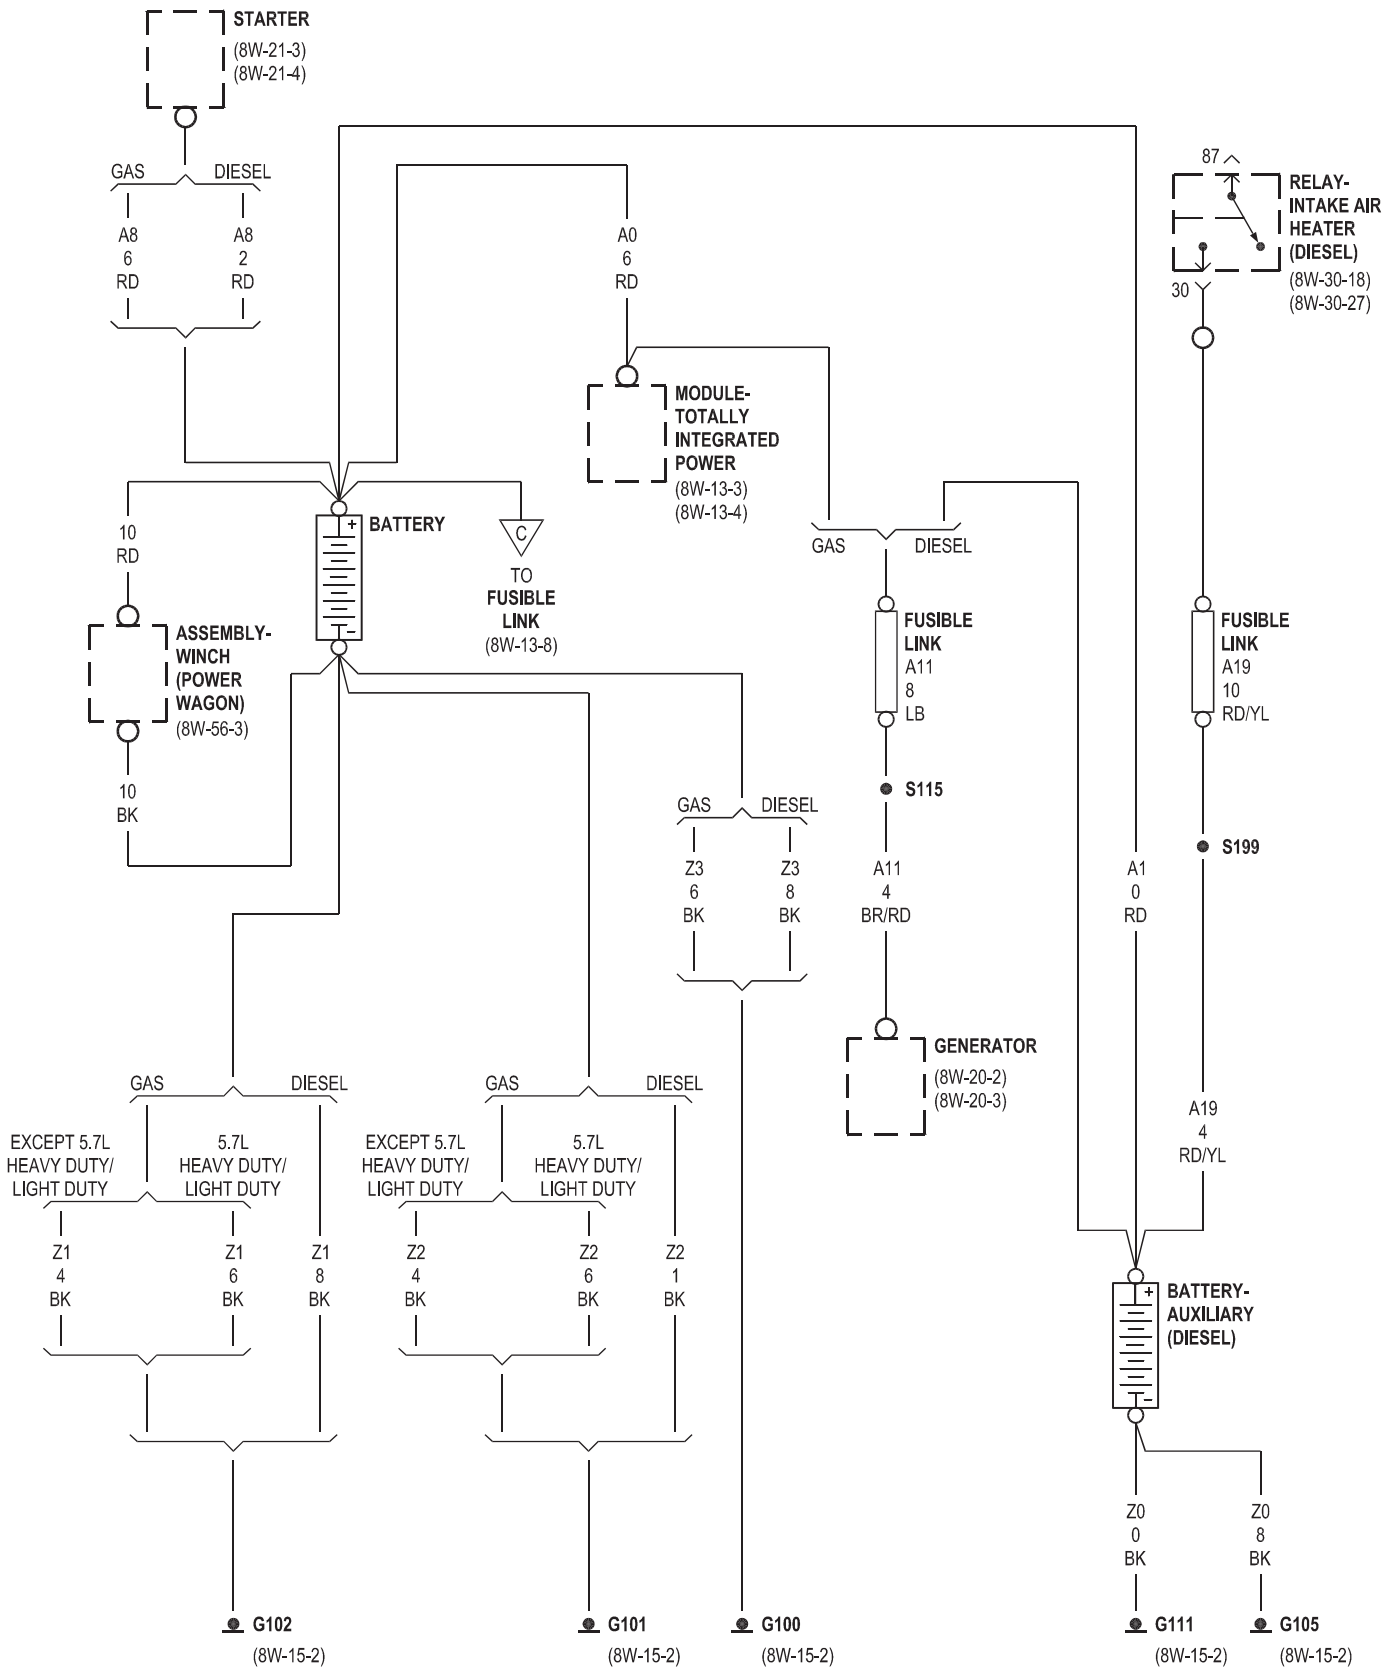 STARTER
(8W-21-3)
(8W-21-4)
GAS
DIESEL
A8
6
RD
A8
2
RD
A0
6
RD
87
30
RELAY-
INTAKE AIR
HEATER
(DIESEL)
(8W-30-18)
(8W-30-27)
MODULE-
TOTALLY
INTEGRATED
POWER
(8W-13-3)
(8W-13-4)
10
RD
+
BATTERY
-
C
TO
FUSIBLE
LINK
(8W-13-8)
GAS
DIESEL
ASSEMBLY-
WINCH
(POWER
WAGON)
(8W-56-3)
10
BK
FUSIBLE
LINK
A11
8
LB
FUSIBLE
LINK
A19
10
RD/YL
S115
S199
GAS
DIESEL
Z3
6
BK
Z3
8
BK
A11
4
BR/RD
A1
0
RD
GENERATOR
(8W-20-2)
(8W-20-3)
A19
4
RD/YL
GAS
DIESEL
EXCEPT 5.7L
HEAVY DUTY/
LIGHT DUTY
5.7L
HEAVY DUTY/
LIGHT DUTY
Z1
4
BK
Z1
6
BK
Z1
8
BK
GAS
DIESEL
EXCEPT 5.7L
HEAVY DUTY/
LIGHT DUTY
5.7L
HEAVY DUTY/
LIGHT DUTY
Z2
4
BK
Z2
6
BK
Z2
1
BK
+
BATTERY-
AUXILIARY
(DIESEL)
-
Z0
0
BK
Z0
8
BK
G102
(8W-15-2)
G101
(8W-15-2)
G100
(8W-15-2)
G111
(8W-15-2)
G105
(8W-15-2)